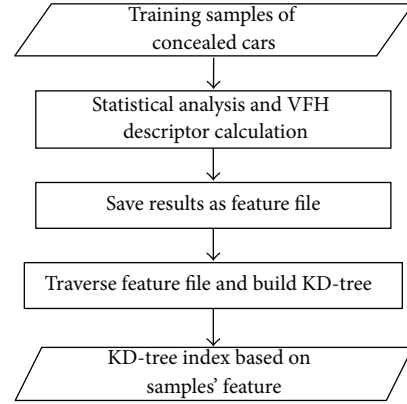 Training samples of
concealed cars
Statistical analysis and VFH
descriptor calculation
Save results as feature file
Traverse feature file and build KD-tree
KD-tree index based on
samples' feature